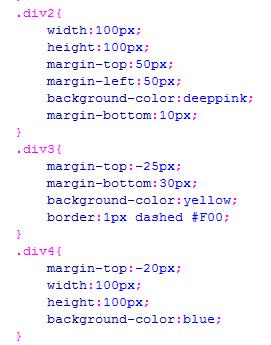 .div2{
    width:100px;
    height:100px;
    margin-top:50px;
    margin-left:50px;
    background-color:deeppink;
    margin-bottom:10px;
}
.div3{
    margin-top:-25px;
    margin-bottom:30px;
    background-color:yellow;
    border:1px dashed #F00;
}
.div4{
    margin-top:-20px;
    width:100px;
    height:100px;
    background-color:blue;
}